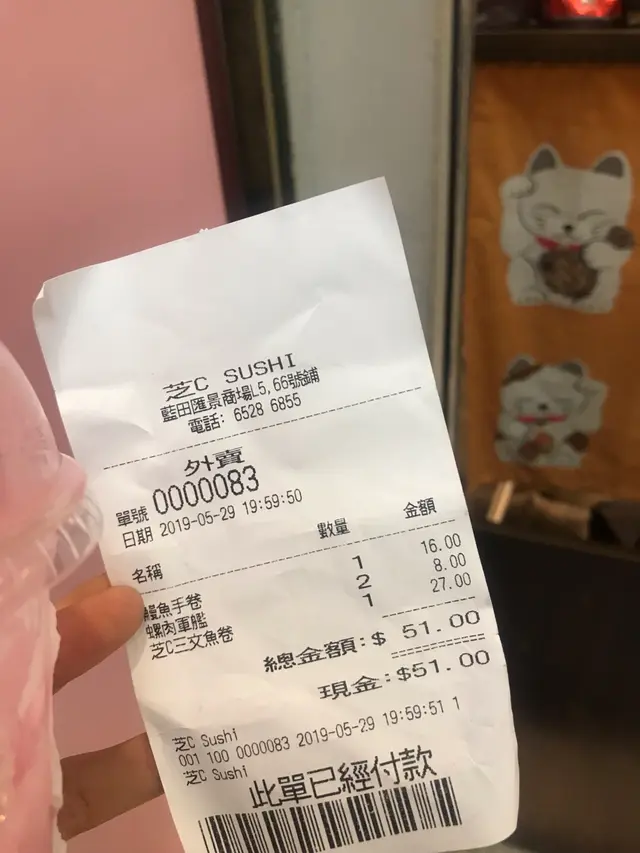 芝C SUSHI
藍田匯景商場L5,66號鋪
電話: 6528 6855
外賣
單號 0000083
日期 2019-05-29 19:59:50
名稱 數量 金額
鰻魚手卷 1 16.00
螺肉軍艦 2 8.00
芝C三文魚卷 1 27.00
總金額:$ 51.00
現金:$51.00
芝C Sushi
001 100 0000083 2019-05-29 19:59:51 1
芝C Sushi
此單已經付款